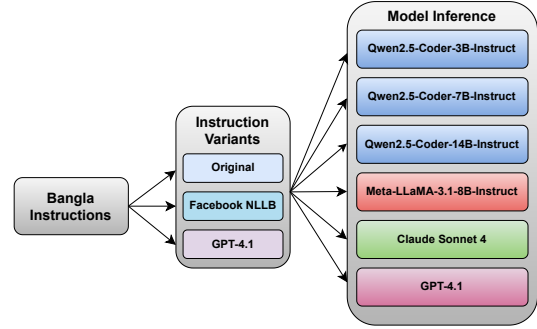 Bangla
Instructions
Instruction
Variants
Original
Facebook NLLB
GPT-4.1
Model Inference
Qwen2.5-Coder-3B-Instruct
Qwen2.5-Coder-7B-Instruct
Qwen2.5-Coder-14B-Instruct
Meta-LLaMA-3.1-8B-Instruct
Claude Sonnet 4
GPT-4.1